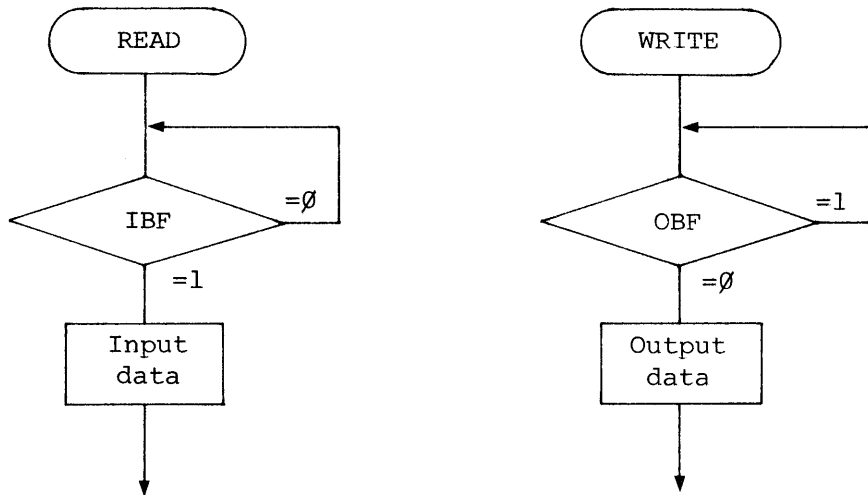 READ
IBF
=Ø
=1
Input
data
WRITE
OBF
=1
=Ø
Output
data